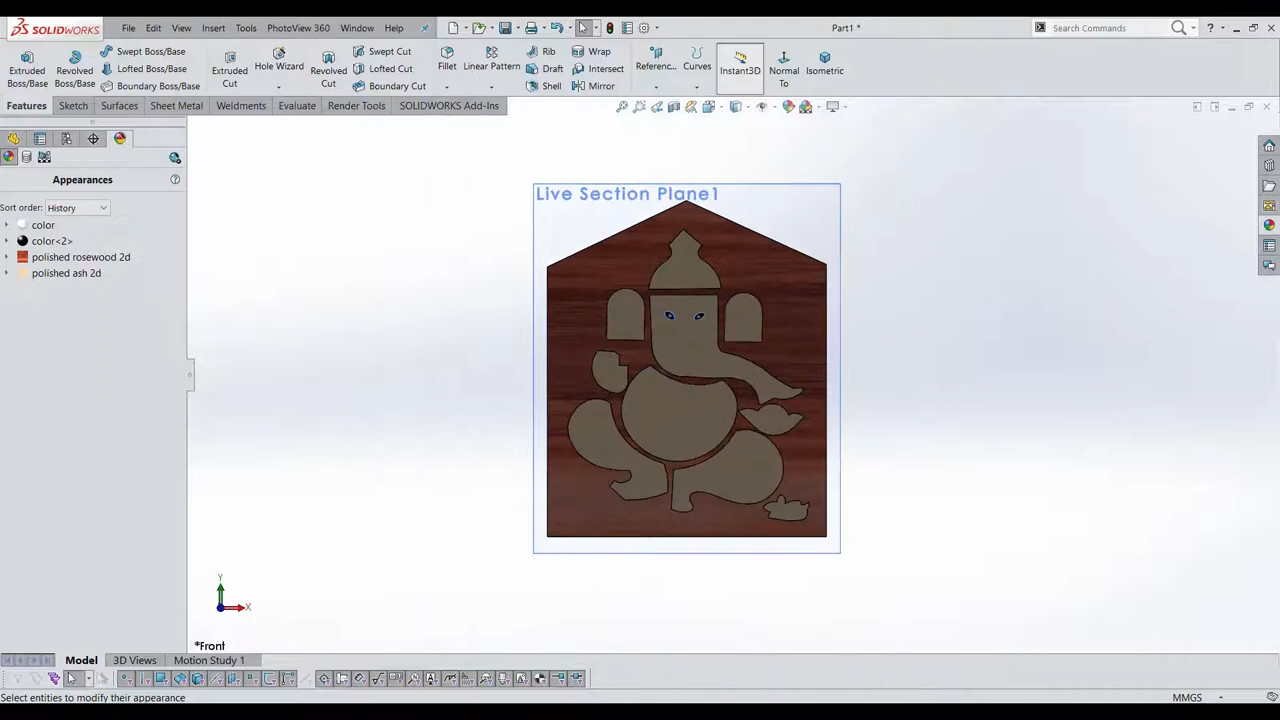 SOLIDWORKS File Edit View Insert Tools PhotoView 360 Window Help Part1 * Search Commands ?
Extruded Boss/Base Revolved Boss/Base Swept Boss/Base Lofted Boss/Base Boundary Boss/Base Extruded Cut Hole Wizard Revolved Cut Swept Cut Lofted Cut Boundary Cut Fillet Linear Pattern Rib Draft Shell Wrap Intersect Mirror Referenc... Curves Instant3D Normal To Isometric
Features Sketch Surfaces Sheet Metal Weldments Evaluate Render Tools SOLIDWORKS Add-Ins
Appearances
Sort order: History
color
color<2>
polished rosewood 2d
polished ash 2d
Live Section Plane1
Y
X
*Front
Model 3D Views Motion Study 1
Select entities to modify their appearance MMGS